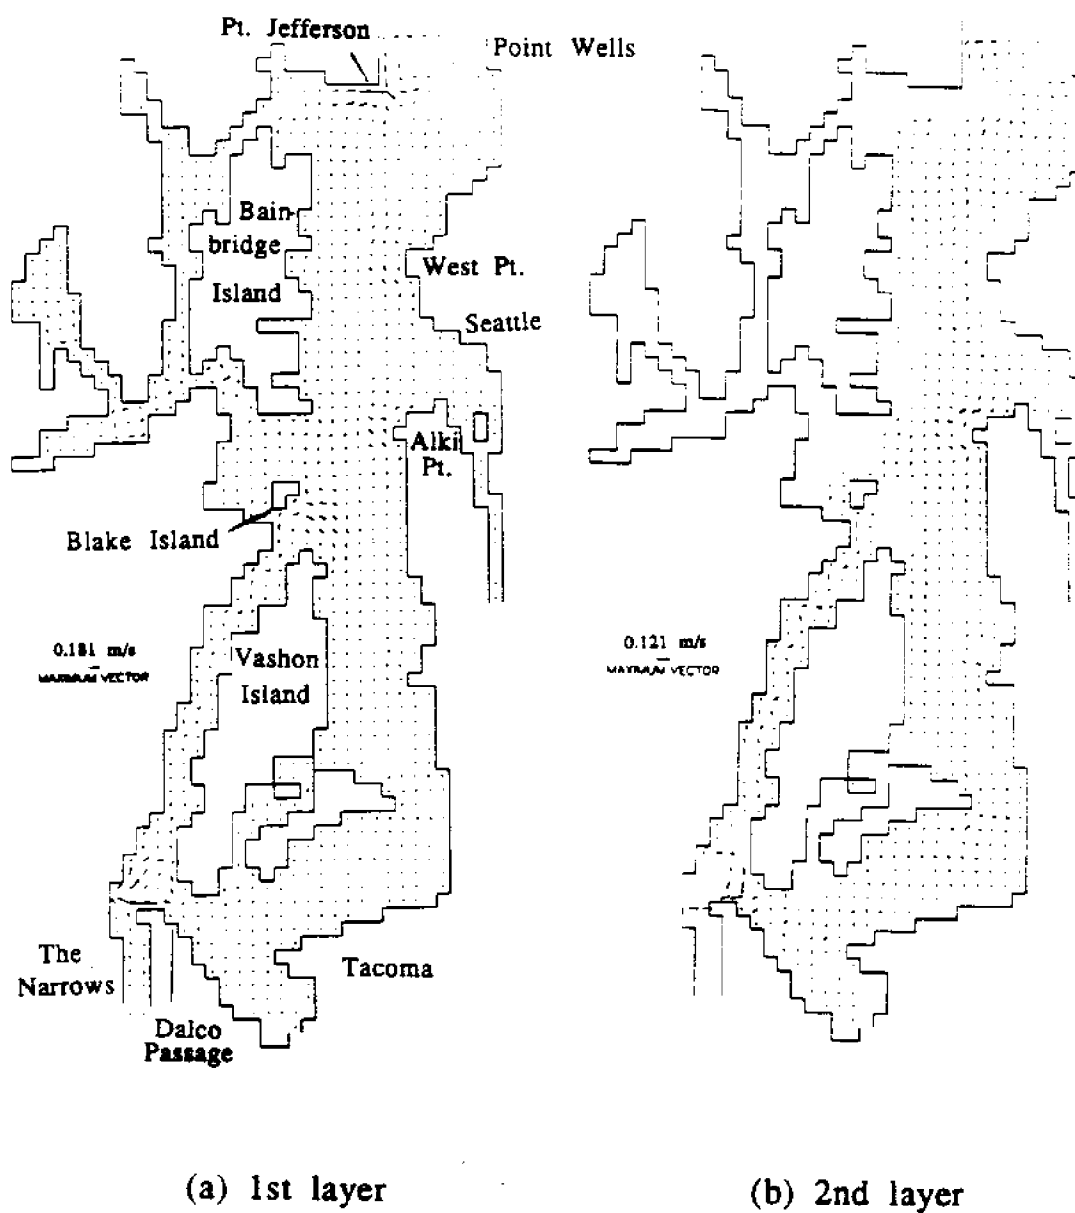 Pt. Jefferson
Point Wells
Bain-
bridge
Island
West Pt.
Seattle
Alki
Pt.
Blake Island
0.181 m/s
MAXIMUM VECTOR
Vashon
Island
The
Narrows
Tacoma
Dalco
Passage
0.121 m/s
MAXIMUM VECTOR
(a) 1st layer
(b) 2nd layer